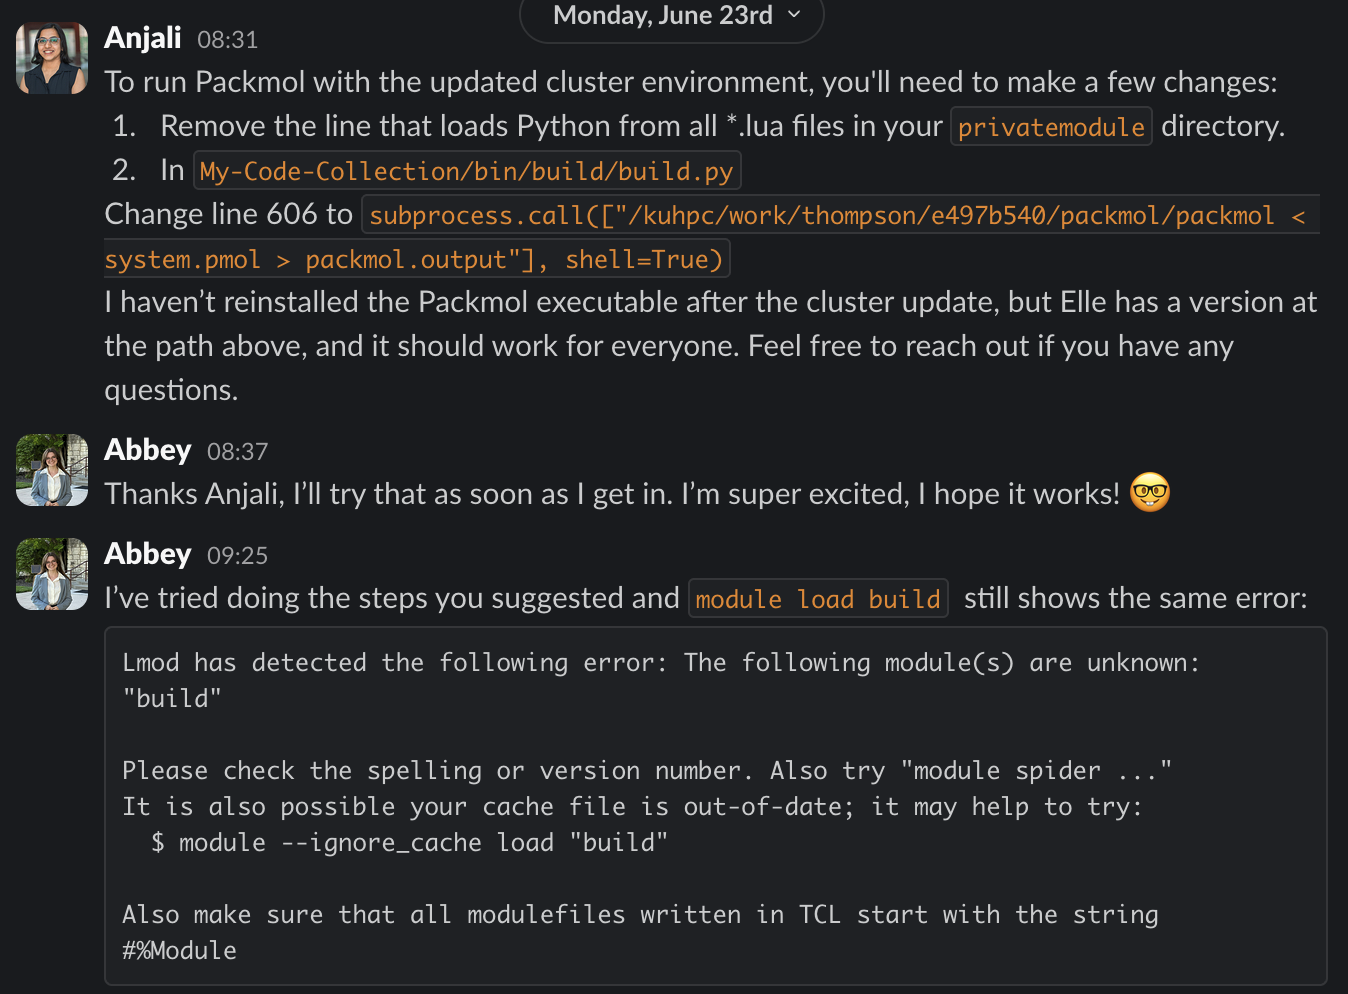 Monday, June 23rd
Anjali 08:31
To run Packmol with the updated cluster environment, you'll need to make a few changes:
1. Remove the line that loads Python from all *.lua files in your privatemodule directory.
2. In My-Code-Collection/bin/build/build.py
Change line 606 to subprocess.call(["/kuhpc/work/thompson/e497b540/packmol/packmol <
system.pmol > packmol.output"], shell=True)
I haven’t reinstalled the Packmol executable after the cluster update, but Elle has a version at
the path above, and it should work for everyone. Feel free to reach out if you have any
questions.
Abbey 08:37
Thanks Anjali, I’ll try that as soon as I get in. I’m super excited, I hope it works! 🤓
Abbey 09:25
I’ve tried doing the steps you suggested and module load build still shows the same error:
Lmod has detected the following error: The following module(s) are unknown:
"build"
Please check the spelling or version number. Also try "module spider ..."
It is also possible your cache file is out-of-date; it may help to try:
$ module --ignore_cache load "build"
Also make sure that all modulefiles written in TCL start with the string
#%Module